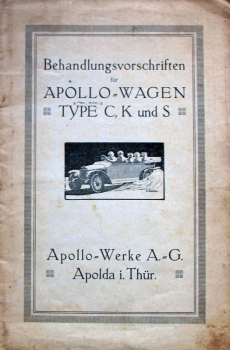 Behandlungsvorschriften
für
APOLLO-WAGEN
TYPE C, K und S
Apollo-Werke A.-G.
Apolda i. Thür.